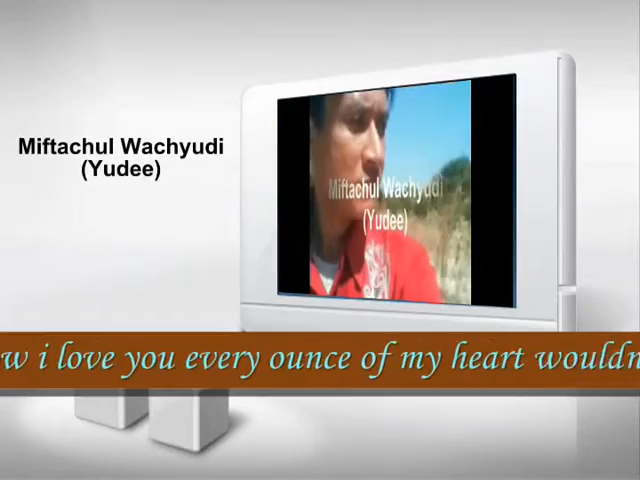 Miftachul Wachyudi
(Yudee)
Miftachul Wachyudi
(Yudee)
w i love you every ounce of my heart wouldn